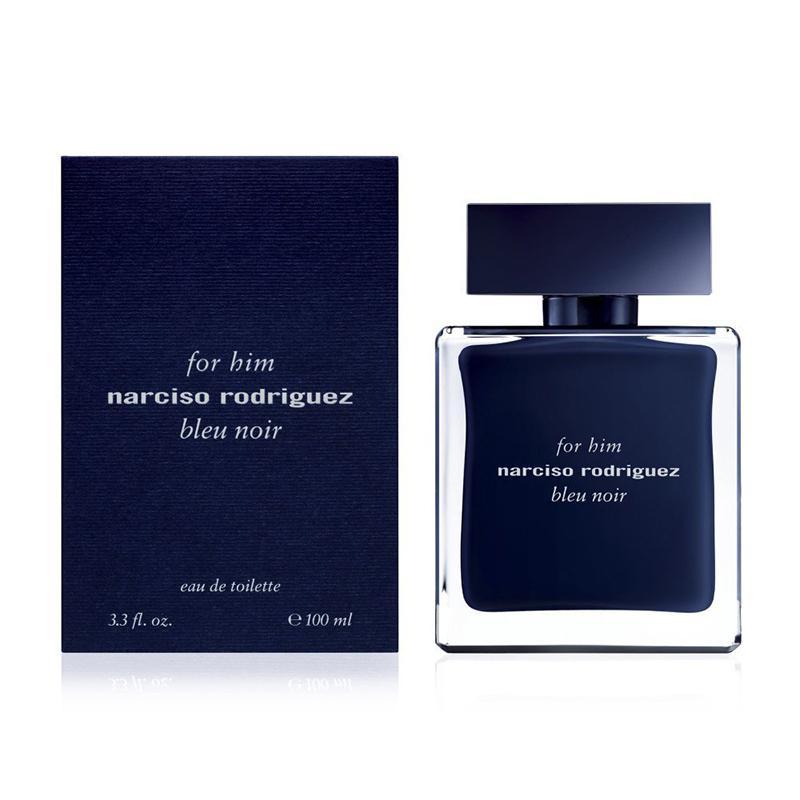 for him
narciso rodriguez
bleu noir
eau de toilette
3.3 fl. oz. ℮ 100 ml
for him
narciso rodriguez
bleu noir